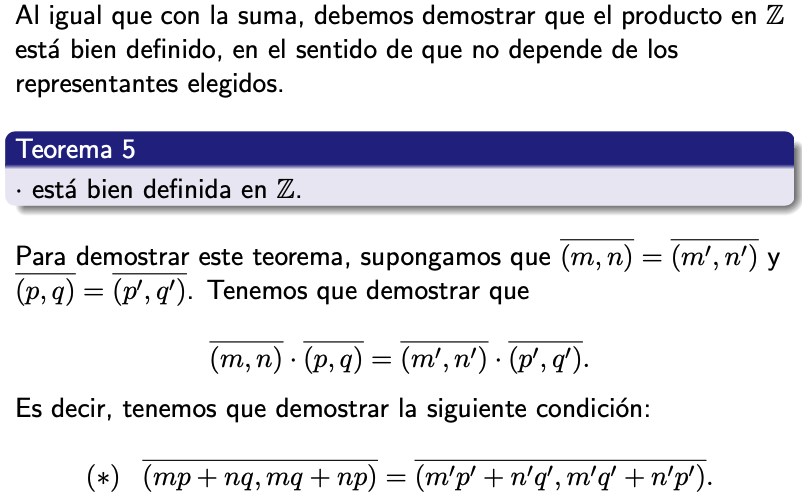 Al igual que con la suma, debemos demostrar que el producto en ℤ
está bien definido, en el sentido de que no depende de los
representantes elegidos.
Teorema 5
· está bien definida en ℤ.
Para demostrar este teorema, supongamos que $\overline{(m, n)} = \overline{(m', n')}$ y
$\overline{(p, q)} = \overline{(p', q')}$. Tenemos que demostrar que
$\overline{(m, n)} \cdot \overline{(p, q)} = \overline{(m', n')} \cdot \overline{(p', q')}.$
Es decir, tenemos que demostrar la siguiente condición:
$(*) \quad \overline{(mp + nq, mq + np)} = \overline{(m'p' + n'q', m'q' + n'p')}.$